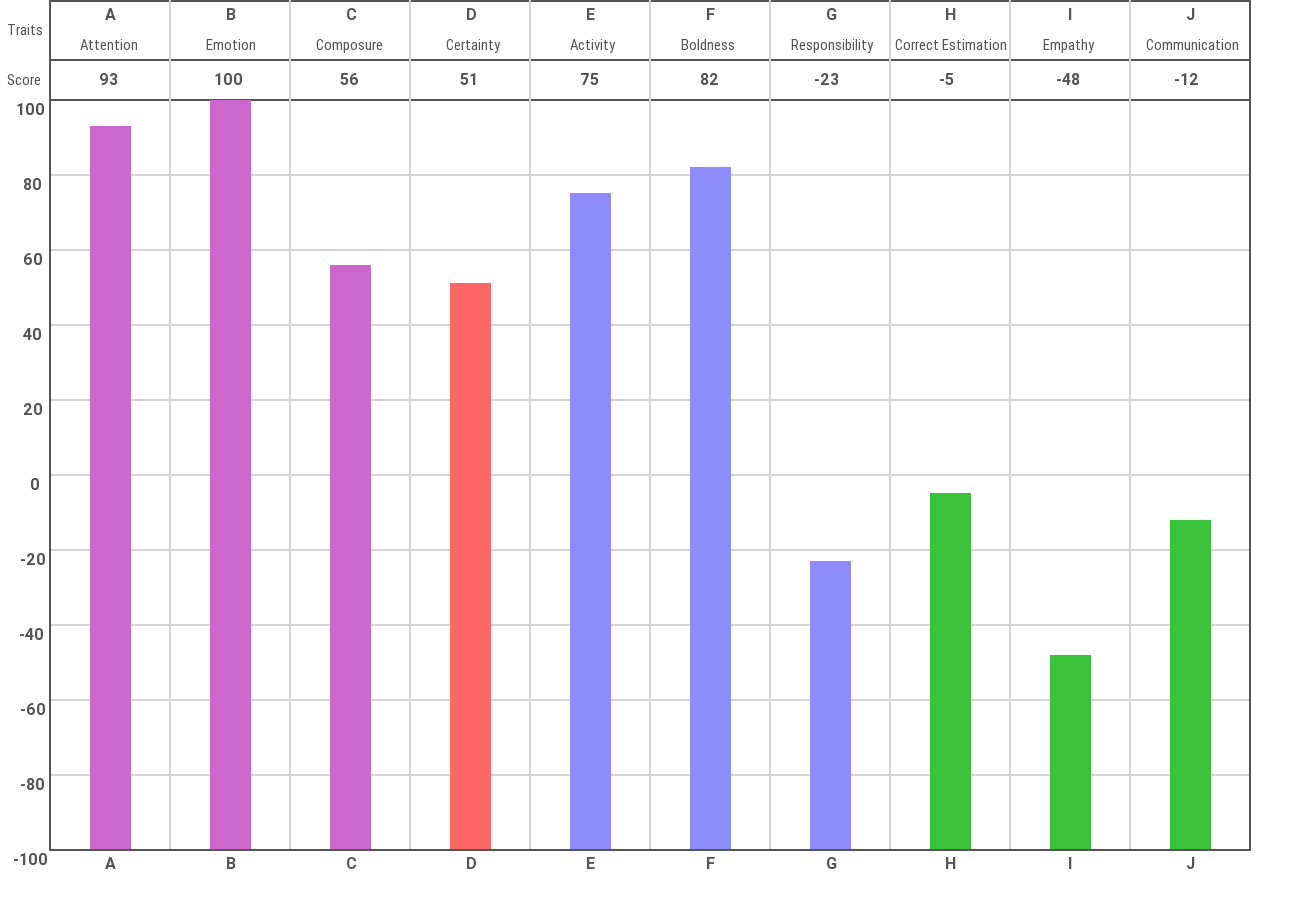 Traits A B C D E F G H I J
Attention Emotion Composure Certainty Activity Boldness Responsibility Correct Estimation Empathy Communication
Score 93 100 56 51 75 82 -23 -5 -48 -12
100
80
60
40
20
0
-20
-40
-60
-80
-100
A B C D E F G H I J